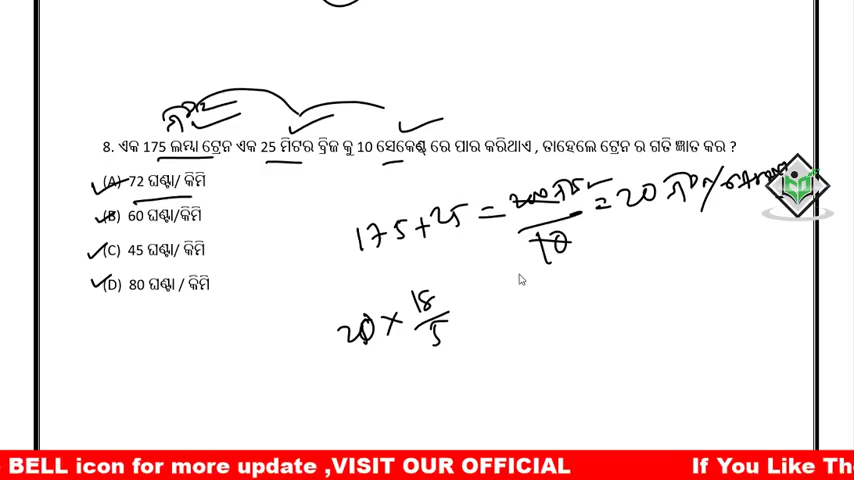 ମିଟର
8. ଏକ 175 ଲମ୍ବା ଟ୍ରେନ ଏକ 25 ମିଟର ବ୍ରିଜ କୁ 10 ସେକେଣ୍ଡ୍ ରେ ପାର କରିଥାଏ , ତାହେଲେ ଟ୍ରେନ ର ଗତି ଜ୍ଞାତ କର ?
(A) 72 ଘଣ୍ଟା/ କିମି
(B) 60 ଘଣ୍ଟା/କିମି
(C) 45 ଘଣ୍ଟା/ କିମି
(D) 80 ଘଣ୍ଟା / କିମି
175+25 = 200 / 10 = 20
20 × 18/5
BELL icon for more update ,VISIT OUR OFFICIAL If You Like Th